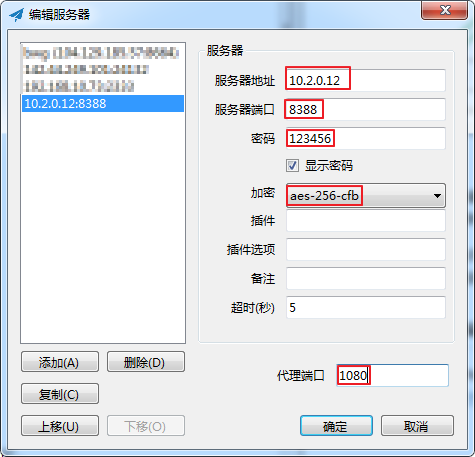 编辑服务器
10.2.0.12:8388
服务器
服务器地址 10.2.0.12
服务器端口 8388
密码 123456
显示密码
加密 aes-256-cfb
插件
插件选项
备注
超时(秒) 5
添加(A) 删除(D)
代理端口 1080
复制(C)
上移(U) 下移(O)
确定 取消